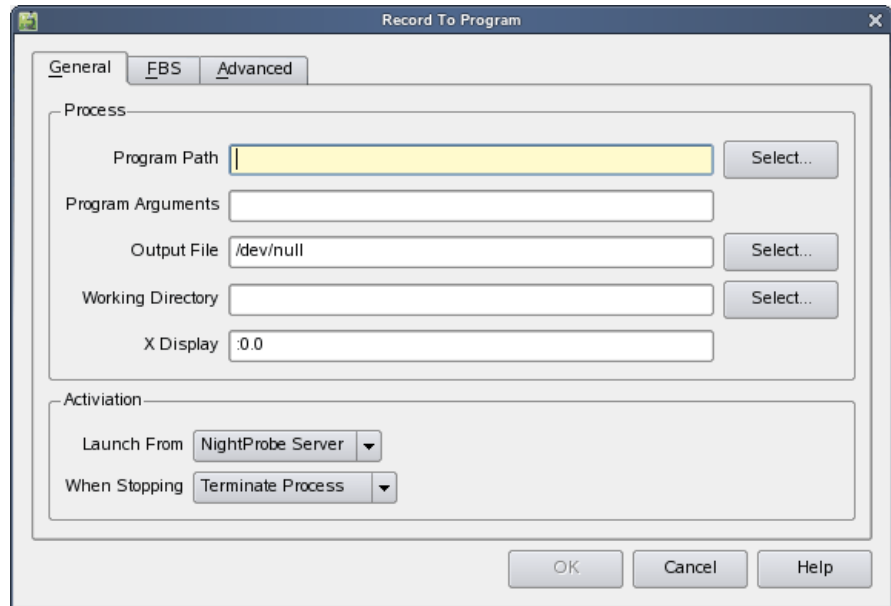 Record To Program
General FBS Advanced
Process
Program Path Select...
Program Arguments
Output File /dev/null Select...
Working Directory Select...
X Display :0.0
Activiation
Launch From NightProbe Server
When Stopping Terminate Process
OK Cancel Help